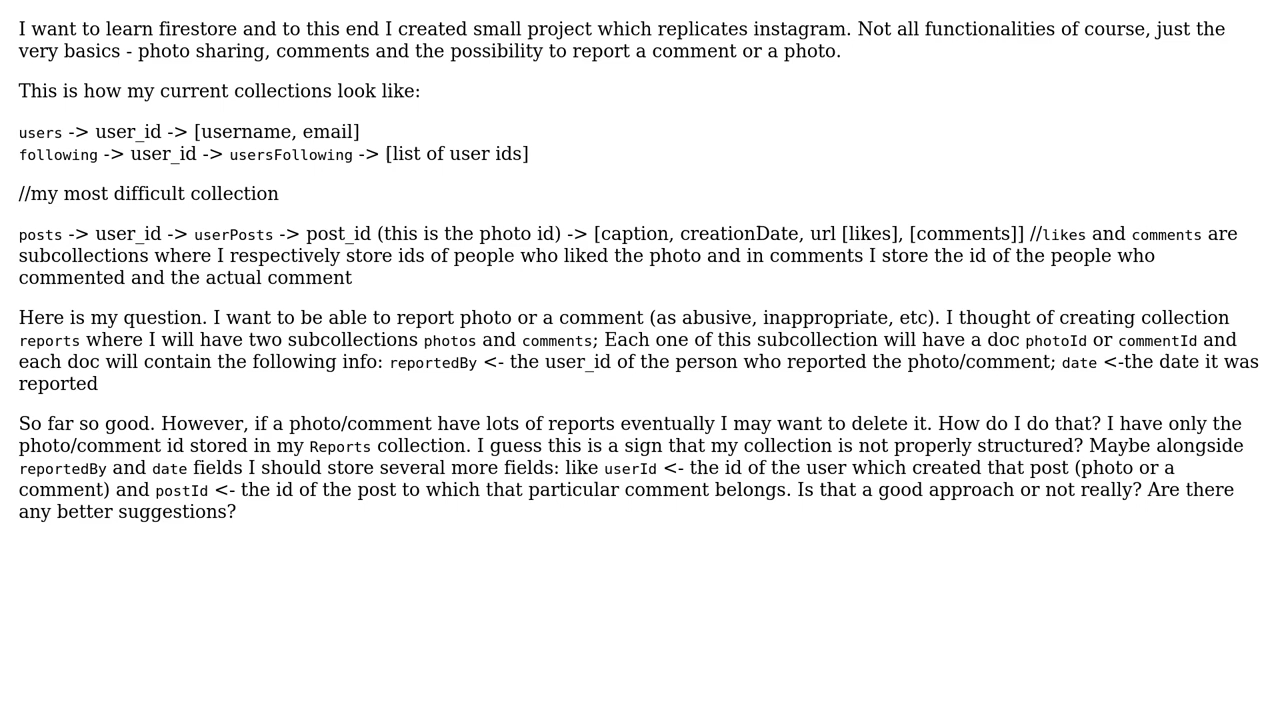 I want to learn firestore and to this end I created small project which replicates instagram. Not all functionalities of course, just the
very basics - photo sharing, comments and the possibility to report a comment or a photo.
This is how my current collections look like:
users -> user_id -> [username, email]
following -> user_id -> usersFollowing -> [list of user ids]
//my most difficult collection
posts -> user_id -> userPosts -> post_id (this is the photo id) -> [caption, creationDate, url [likes], [comments]] //likes and comments are
subcollections where I respectively store ids of people who liked the photo and in comments I store the id of the people who
commented and the actual comment
Here is my question. I want to be able to report photo or a comment (as abusive, inappropriate, etc). I thought of creating collection
reports where I will have two subcollections photos and comments; Each one of this subcollection will have a doc photoId or commentId and
each doc will contain the following info: reportedBy <- the user_id of the person who reported the photo/comment; date <-the date it was
reported
So far so good. However, if a photo/comment have lots of reports eventually I may want to delete it. How do I do that? I have only the
photo/comment id stored in my Reports collection. I guess this is a sign that my collection is not properly structured? Maybe alongside
reportedBy and date fields I should store several more fields: like userId <- the id of the user which created that post (photo or a
comment) and postId <- the id of the post to which that particular comment belongs. Is that a good approach or not really? Are there
any better suggestions?